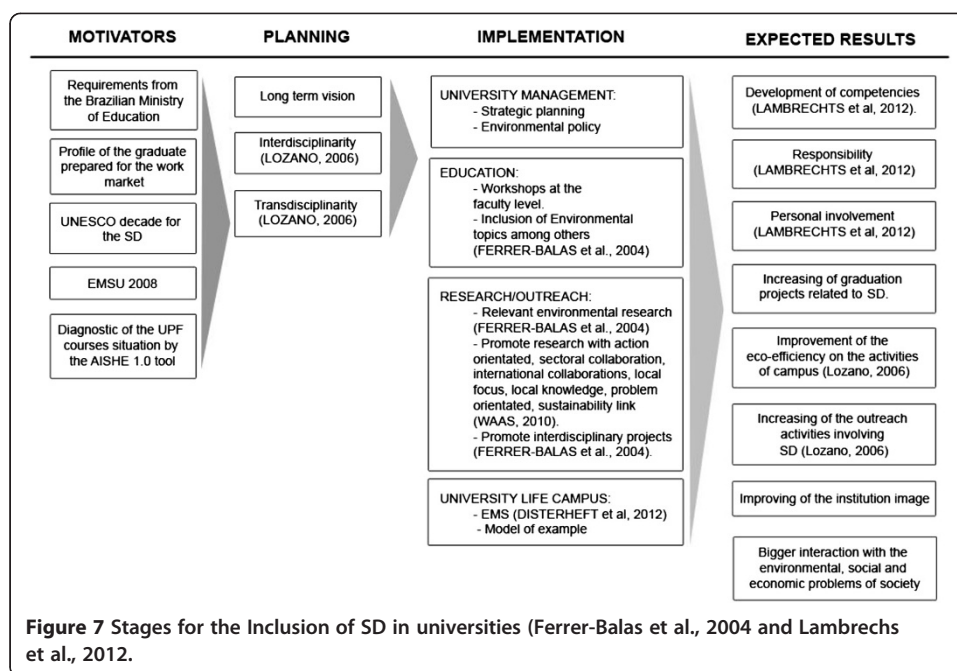 MOTIVATORS
PLANNING
IMPLEMENTATION
EXPECTED RESULTS
Requirements from
the Brazilian Ministry
of Education
Profile of the graduate
prepared for the work
market
UNESCO decade for
the SD
EMSU 2008
Diagnostic of the UPF
courses situation by
the AISHE 1.0 tool
Long term vision
Interdisciplinarity
(LOZANO, 2006)
Transdisciplinarity
(LOZANO, 2006)
UNIVERSITY MANAGEMENT:
- Strategic planning
- Environmental policy
EDUCATION:
- Workshops at the
faculty level.
- Inclusion of Environmental
topics among others
(FERRER-BALAS et al., 2004)
RESEARCH/OUTREACH:
- Relevant environmental research
(FERRER-BALAS et al., 2004)
- Promote research with action
orientated, sectoral collaboration,
international collaborations, local
focus, local knowledge, problem
orientated, sustainability link
(WAAS, 2010).
- Promote interdisciplinary projects
(FERRER-BALAS et al., 2004).
UNIVERSITY LIFE CAMPUS:
- EMS (DISTERHEFT et al, 2012)
- Model of example
Development of competencies
(LAMBRECHTS et al, 2012).
Responsibility
(LAMBRECHTS et al, 2012)
Personal involvement
(LAMBRECHTS et al, 2012)
Increasing of graduation
projects related to SD.
Improvement of the
eco-efficiency on the activities
of campus (Lozano, 2006)
Increasing of the outreach
activities involving
SD (Lozano, 2006)
Improving of the institution image
Bigger interaction with the
environmental, social and
economic problems of society
Figure 7 Stages for the Inclusion of SD in universities (Ferrer-Balas et al., 2004 and Lambrechs
et al., 2012.